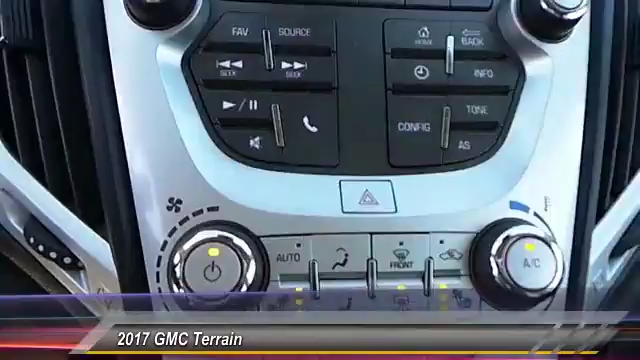 FAV SOURCE HOME BACK
SEEK SEEK INFO
TONE
CONFIG AS
AUTO FRONT A/C
2017 GMC Terrain